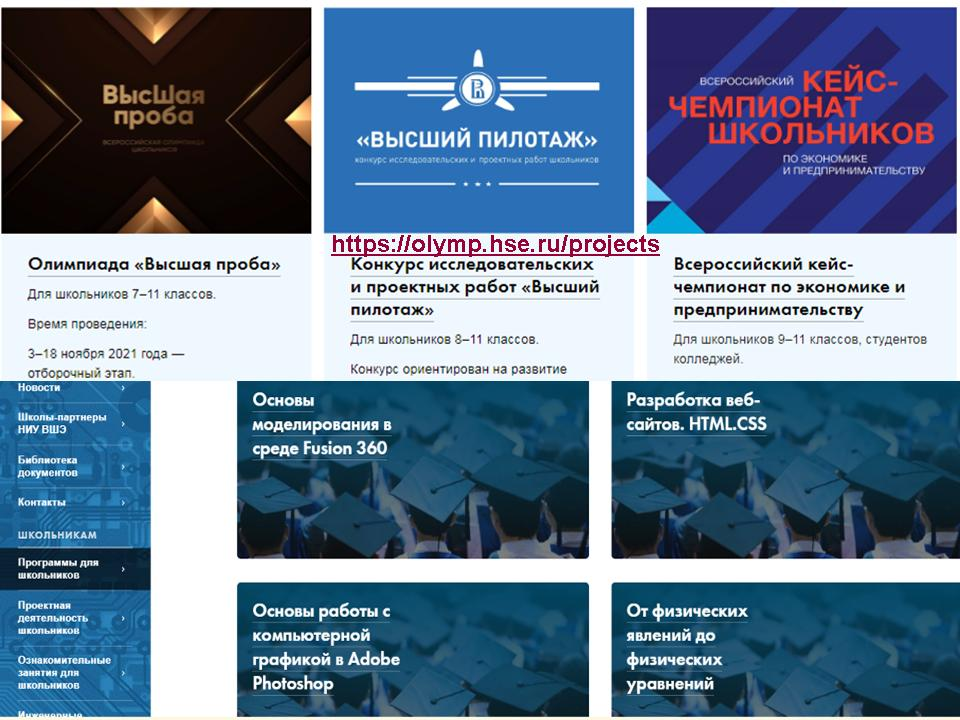 ВысШая
проба
ВСЕРОССИЙСКАЯ ОЛИМПИАДА
ШКОЛЬНИКОВ
«ВЫСШИЙ ПИЛОТАЖ»
конкурс исследовательских и проектных работ школьников
ВСЕРОССИЙСКИЙ КЕЙС-
ЧЕМПИОНАТ
ШКОЛЬНИКОВ
ПО ЭКОНОМИКЕ
И ПРЕДПРИНИМАТЕЛЬСТВУ
https://olymp.hse.ru/projects
Олимпиада «Высшая проба»
Для школьников 7–11 классов.
Время проведения:
3–18 ноября 2021 года —
отборочный этап.
Конкурс исследовательских
и проектных работ «Высший
пилотаж»
Для школьников 8–11 классов.
Конкурс ориентирован на развитие
Всероссийский кейс-
чемпионат по экономике и
предпринимательству
Для школьников 9–11 классов, студентов
колледжей.
Новости
Школы-партнеры
НИУ ВШЭ
Библиотека
документов
Контакты
ШКОЛЬНИКАМ
Программы для
школьников
Проектная
деятельность
школьников
Ознакомительные
занятия для
школьников
Инженерные
Основы
моделирования в
среде Fusion 360
Разработка веб-
сайтов. HTML.CSS
Основы работы с
компьютерной
графикой в Adobe
Photoshop
От физических
явлений до
физических
уравнений